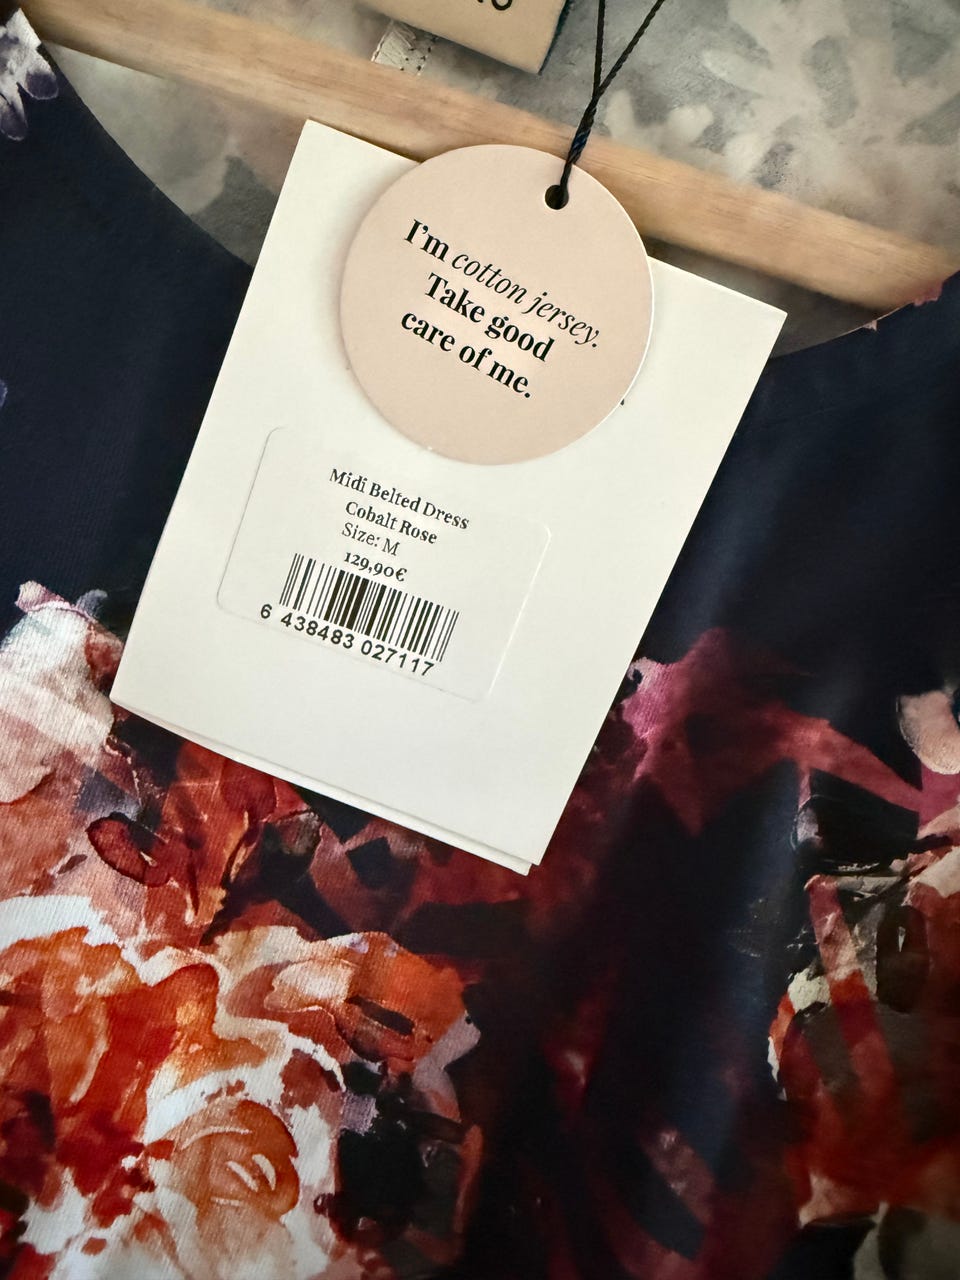 I'm cotton jersey.
Take good
care of me.
Midi Belted Dress
Cobalt Rose
Size: M
129,90€
6 438483 027117